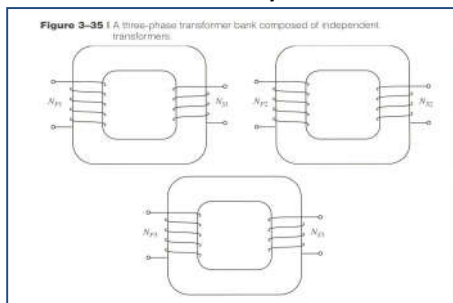 Figure 3–35 | A three-phase transformer bank composed of independent
transformers.
N_P1
N_S1
N_P2
N_S2
N_P3
N_S3